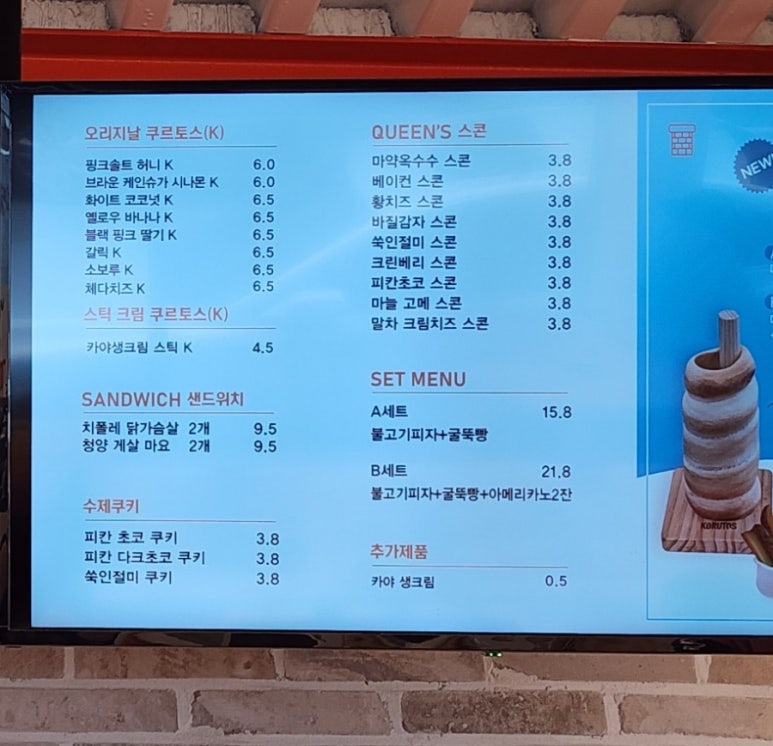 오리지날 쿠르토스(K)
핑크솔트 허니 K 6.0
브라운 케인슈가 시나몬 K 6.0
화이트 코코넛 K 6.5
옐로우 바나나 K 6.5
블랙 핑크 딸기 K 6.5
갈릭 K 6.5
소보루 K 6.5
체다치즈 K 6.5
스틱 크림 쿠르토스(K)
카야생크림 스틱 K 4.5
SANDWICH 샌드위치
치폴레 닭가슴살 2개 9.5
청양 게살 마요 2개 9.5
수제쿠키
피칸 초코 쿠키 3.8
피칸 다크초코 쿠키 3.8
쑥인절미 쿠키 3.8
QUEEN'S 스콘
마약옥수수 스콘 3.8
베이컨 스콘 3.8
황치즈 스콘 3.8
바질감자 스콘 3.8
쑥인절미 스콘 3.8
크린베리 스콘 3.8
피칸초코 스콘 3.8
마늘 고메 스콘 3.8
말차 크림치즈 스콘 3.8
SET MENU
A세트 15.8
불고기피자+굴뚝빵
B세트 21.8
불고기피자+굴뚝빵+아메리카노2잔
추가제품
카야 생크림 0.5
NEW
KORUTOS